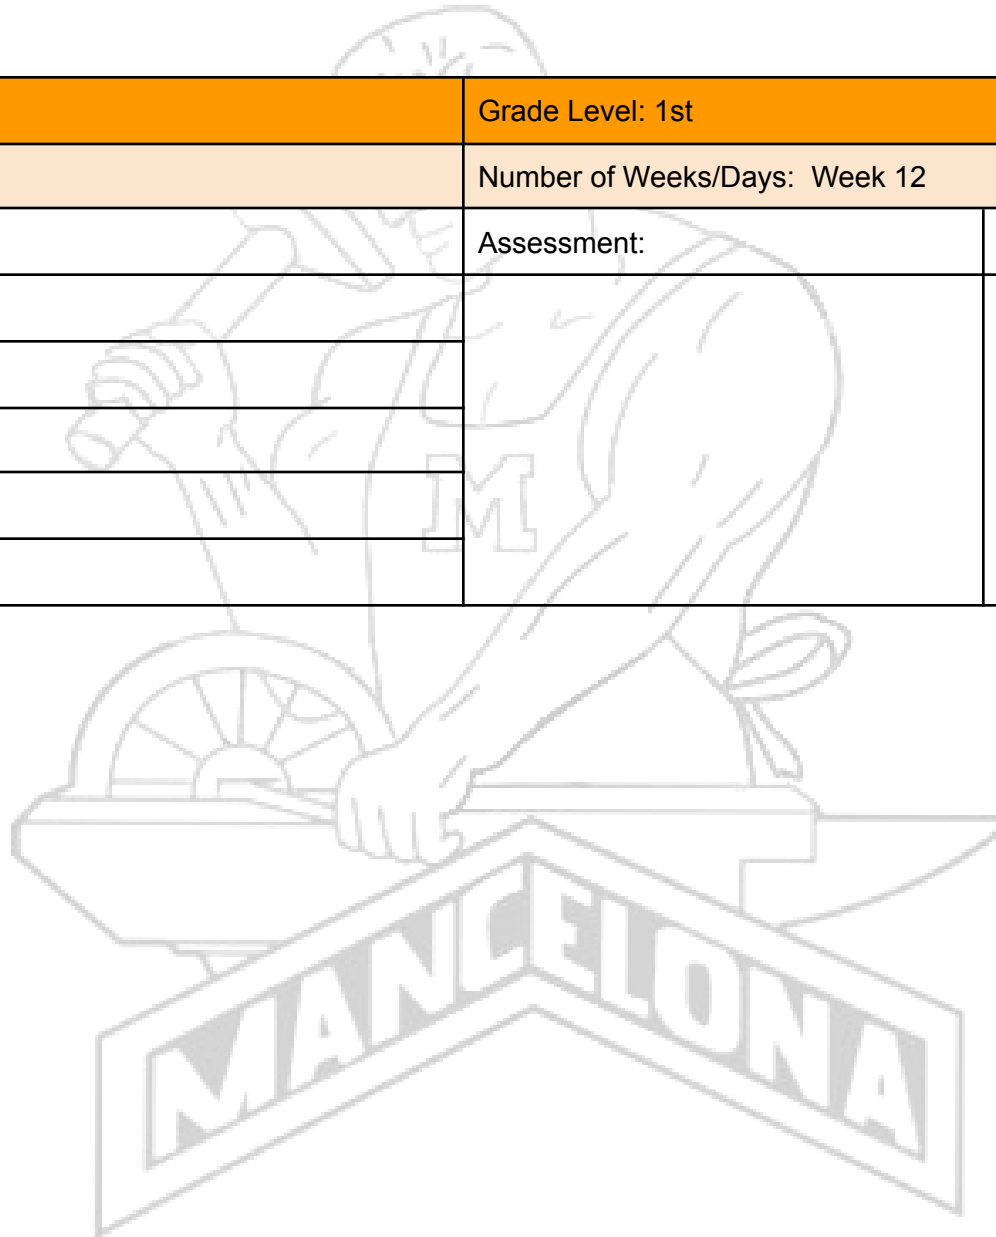 Grade Level: 1st
Number of Weeks/Days: Week 12
Assessment:
M
MANCELONA